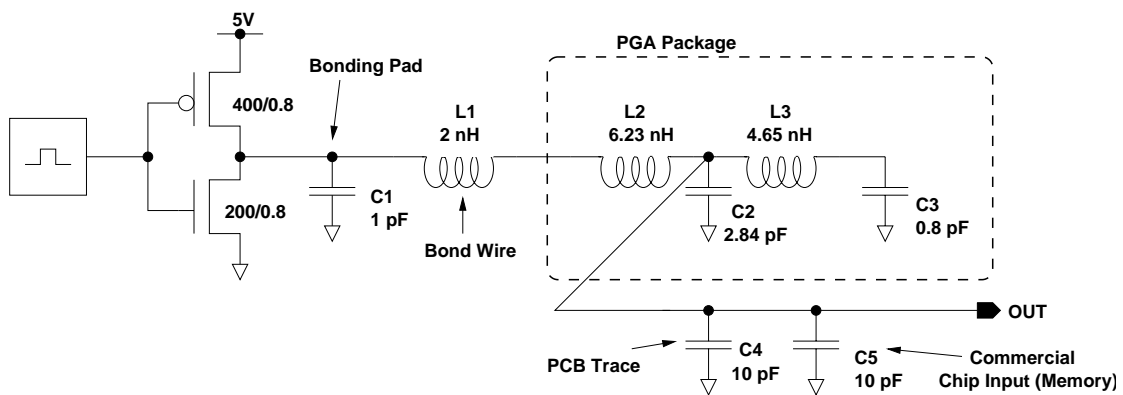 5V
PGA Package
Bonding Pad
400/0.8
L1
2 nH
L2
6.23 nH
L3
4.65 nH
200/0.8
C1
1 pF
C2
2.84 pF
C3
0.8 pF
Bond Wire
OUT
PCB Trace
C4
10 pF
C5
10 pF
Commercial
Chip Input (Memory)